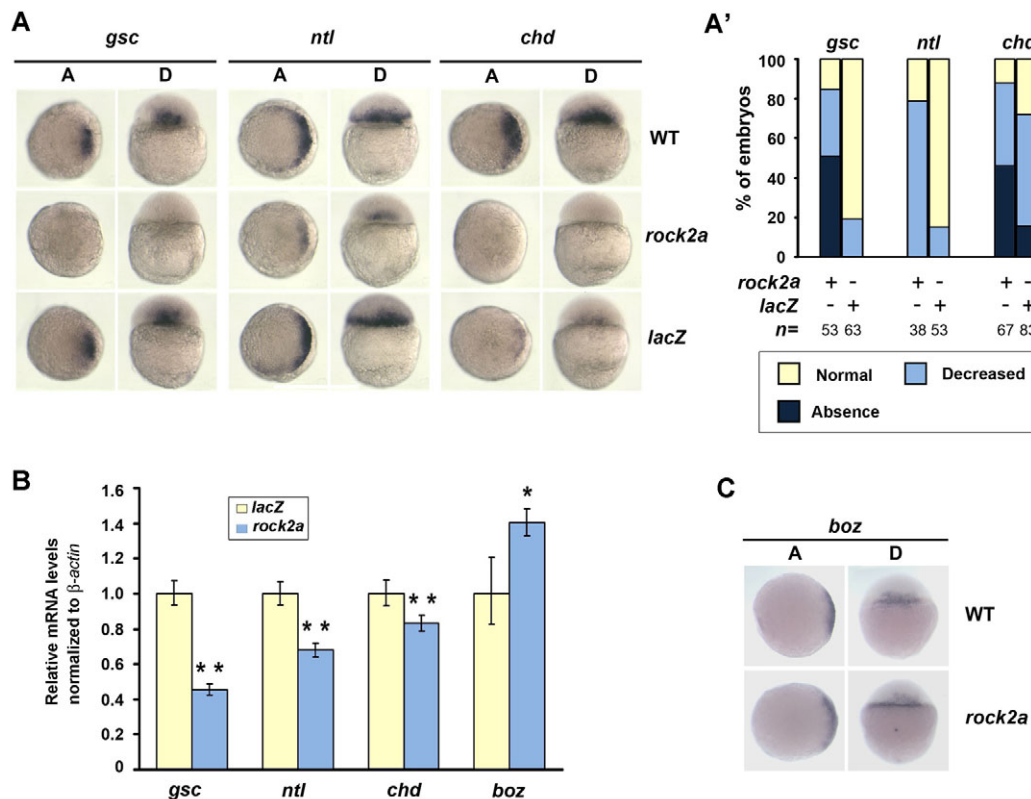 A
gsc ntl chd
A D A D A D
WT
rock2a
lacZ
A'
gsc ntl chd
% of embryos
100
80
60
40
20
0
rock2a + - + - + -
lacZ - + - + - +
n= 53 63 38 53 67 83
Normal Decreased
Absence
B
Relative mRNA levels
normalized to β-actin
1.6
1.4
1.2
1.0
0.8
0.6
0.4
0.2
0
lacZ
rock2a
* *
* *
* *
*
gsc ntl chd boz
C
boz
A D
WT
rock2a